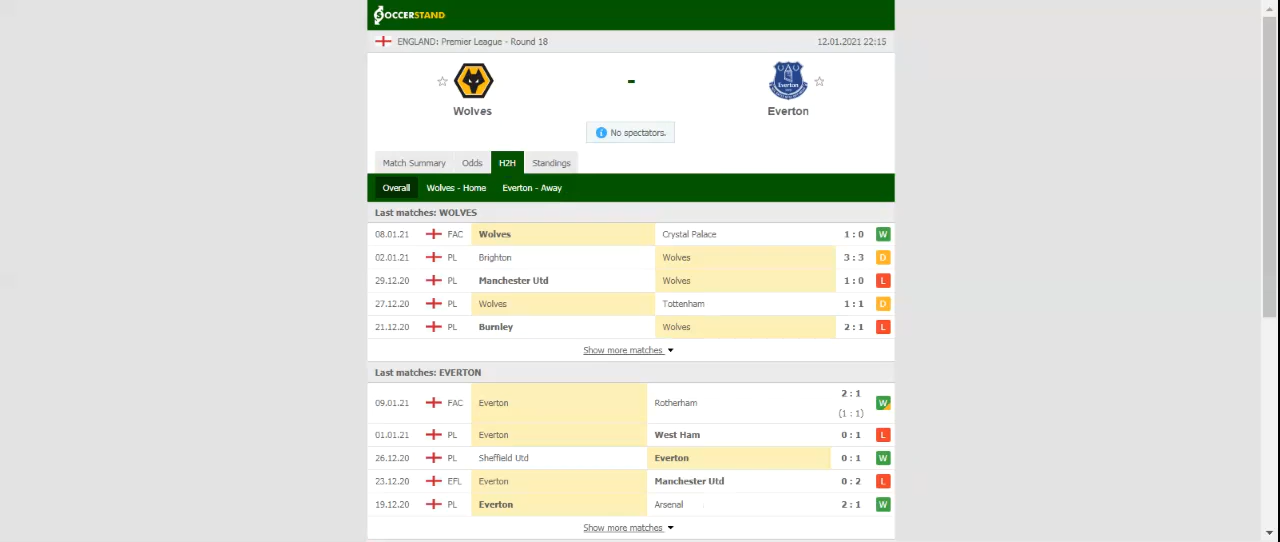 SOCCERSTAND
ENGLAND: Premier League - Round 18 12.01.2021 22:15
-
Wolves Everton
No spectators.
Match Summary Odds H2H Standings
Overall Wolves - Home Everton - Away
Last matches: WOLVES
08.01.21 FAC Wolves Crystal Palace 1 : 0 W
02.01.21 PL Brighton Wolves 3 : 3 D
29.12.20 PL Manchester Utd Wolves 1 : 0 L
27.12.20 PL Wolves Tottenham 1 : 1 D
21.12.20 PL Burnley Wolves 2 : 1 L
Show more matches
Last matches: EVERTON
09.01.21 FAC Everton Rotherham 2 : 1 (1 : 1) W
01.01.21 PL Everton West Ham 0 : 1 L
26.12.20 PL Sheffield Utd Everton 0 : 1 W
23.12.20 EFL Everton Manchester Utd 0 : 2 L
19.12.20 PL Everton Arsenal 2 : 1 W
Show more matches